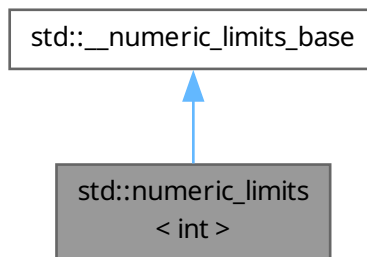 std::__numeric_limits_base
std::numeric_limits
< int >